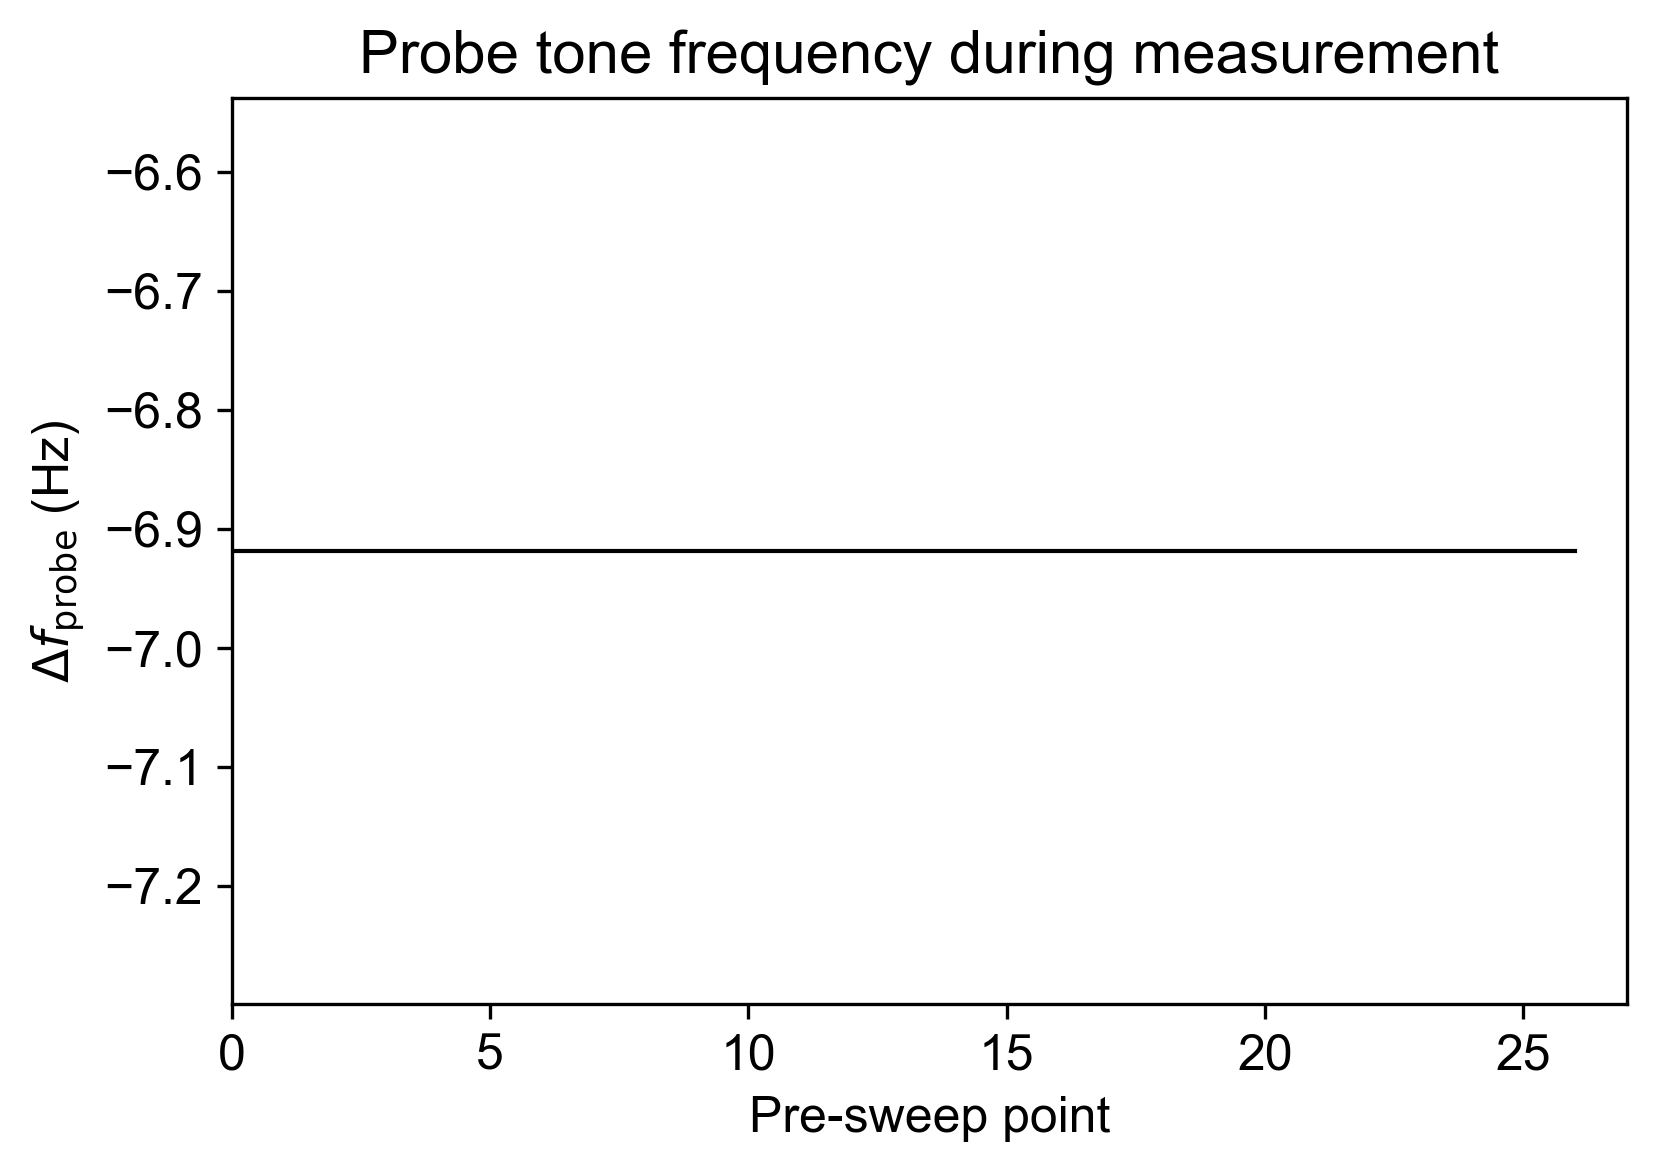 Probe tone frequency during measurement
−6.6
−6.7
−6.8
−6.9
−7.0
−7.1
−7.2
Δf_probe (Hz)
0 5 10 15 20 25
Pre-sweep point